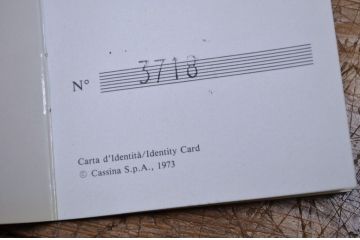 N° 3718
Carta d'Identità/Identity Card
© Cassina S.p.A., 1973